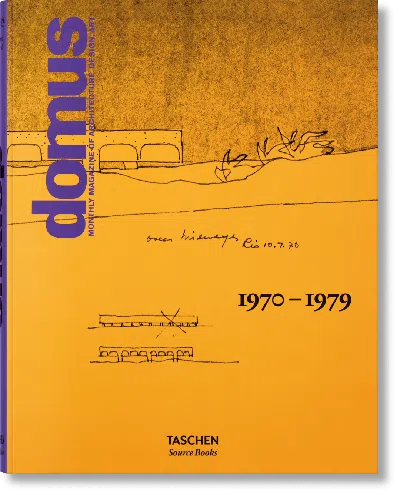 domus
MONTHLY MAGAZINE OF ARCHITECTURE DESIGN ART
Rio 10.7.76
1970 – 1979
TASCHEN
Source Books